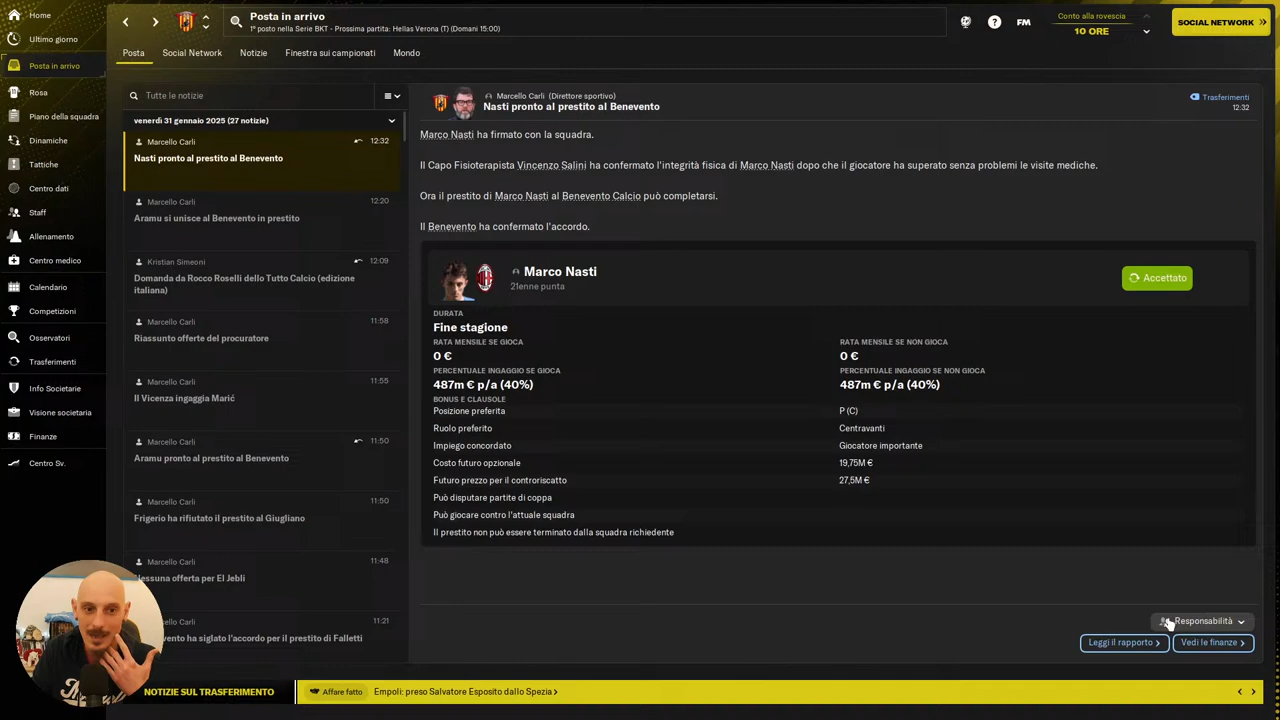 Home
Ultimo giorno
Posta in arrivo
Rosa
Piano della squadra
Dinamiche
Tattiche
Centro dati
Staff
Allenamento
Centro medico
Calendario
Competizioni
Osservatori
Trasferimenti
Info Societarie
Visione societaria
Finanze
Centro Sv.
Posta in arrivo
1° posto nella Serie BKT - Prossima partita: Hellas Verona (T) (Domani 15:00)
FM
Conto alla rovescia
10 ORE
SOCIAL NETWORK
Posta Social Network Notizie Finestra sui campionati Mondo
Tutte le notizie
venerdì 31 gennaio 2025 (27 notizie)
Marcello Carli 12:32
Nasti pronto al prestito al Benevento
Marcello Carli 12:20
Aramu si unisce al Benevento in prestito
Kristian Simeoni 12:09
Domanda da Rocco Roselli dello Tutto Calcio (edizione
italiana)
Marcello Carli 11:58
Riassunto offerte del procuratore
Marcello Carli 11:55
Il Vicenza ingaggia Marić
Marcello Carli 11:50
Aramu pronto al prestito al Benevento
Marcello Carli 11:50
Frigerio ha rifiutato il prestito al Giugliano
Marcello Carli 11:48
essuna offerta per El Jebli
Marcello Carli 11:21
vento ha siglato l'accordo per il prestito di Falletti
Marcello Carli (Direttore sportivo)
Nasti pronto al prestito al Benevento
Trasferimenti
12:32
Marco Nasti ha firmato con la squadra.
Il Capo Fisioterapista Vincenzo Salini ha confermato l'integrità fisica di Marco Nasti dopo che il giocatore ha superato senza problemi le visite mediche.
Ora il prestito di Marco Nasti al Benevento Calcio può completarsi.
Il Benevento ha confermato l'accordo.
Marco Nasti
21enne punta
Accettato
DURATA
Fine stagione
RATA MENSILE SE GIOCA RATA MENSILE SE NON GIOCA
0 € 0 €
PERCENTUALE INGAGGIO SE GIOCA PERCENTUALE INGAGGIO SE NON GIOCA
487m € p/a (40%) 487m € p/a (40%)
BONUS E CLAUSOLE
Posizione preferita P (C)
Ruolo preferito Centravanti
Impiego concordato Giocatore importante
Costo futuro opzionale 19,75M €
Futuro prezzo per il controriscatto 27,5M €
Può disputare partite di coppa
Può giocare contro l'attuale squadra
Il prestito non può essere terminato dalla squadra richiedente
Responsabilità
Leggi il rapporto Vedi le finanze
NOTIZIE SUL TRASFERIMENTO Affare fatto Empoli: preso Salvatore Esposito dallo Spezia